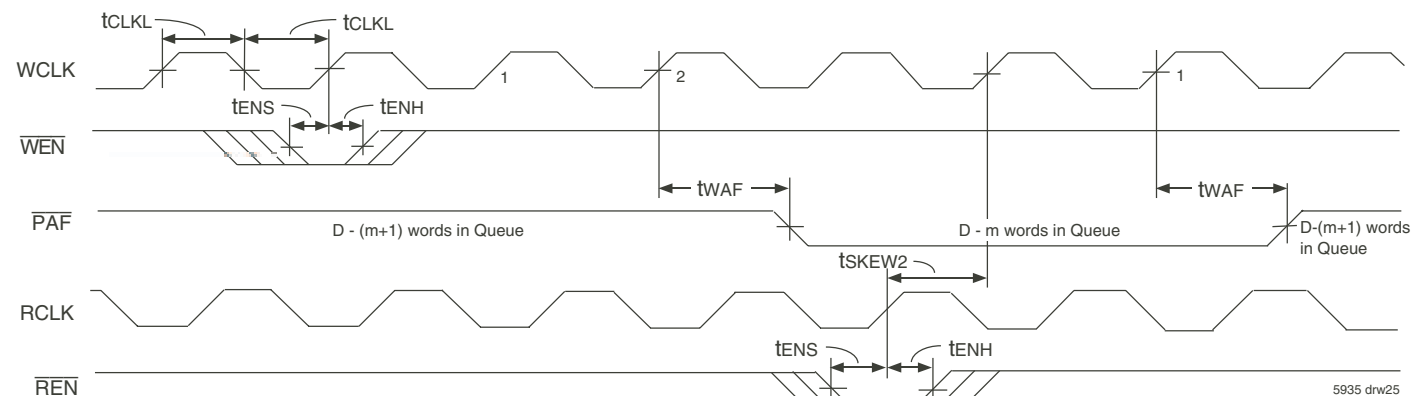 tCLKL tCLKL
WCLK 1 2 1
tENS tENH
WEN
tWAF tWAF
PAF D - (m+1) words in Queue D - m words in Queue D-(m+1) words
in Queue
tSKEW2
RCLK
tENS tENH
REN
5935 drw25